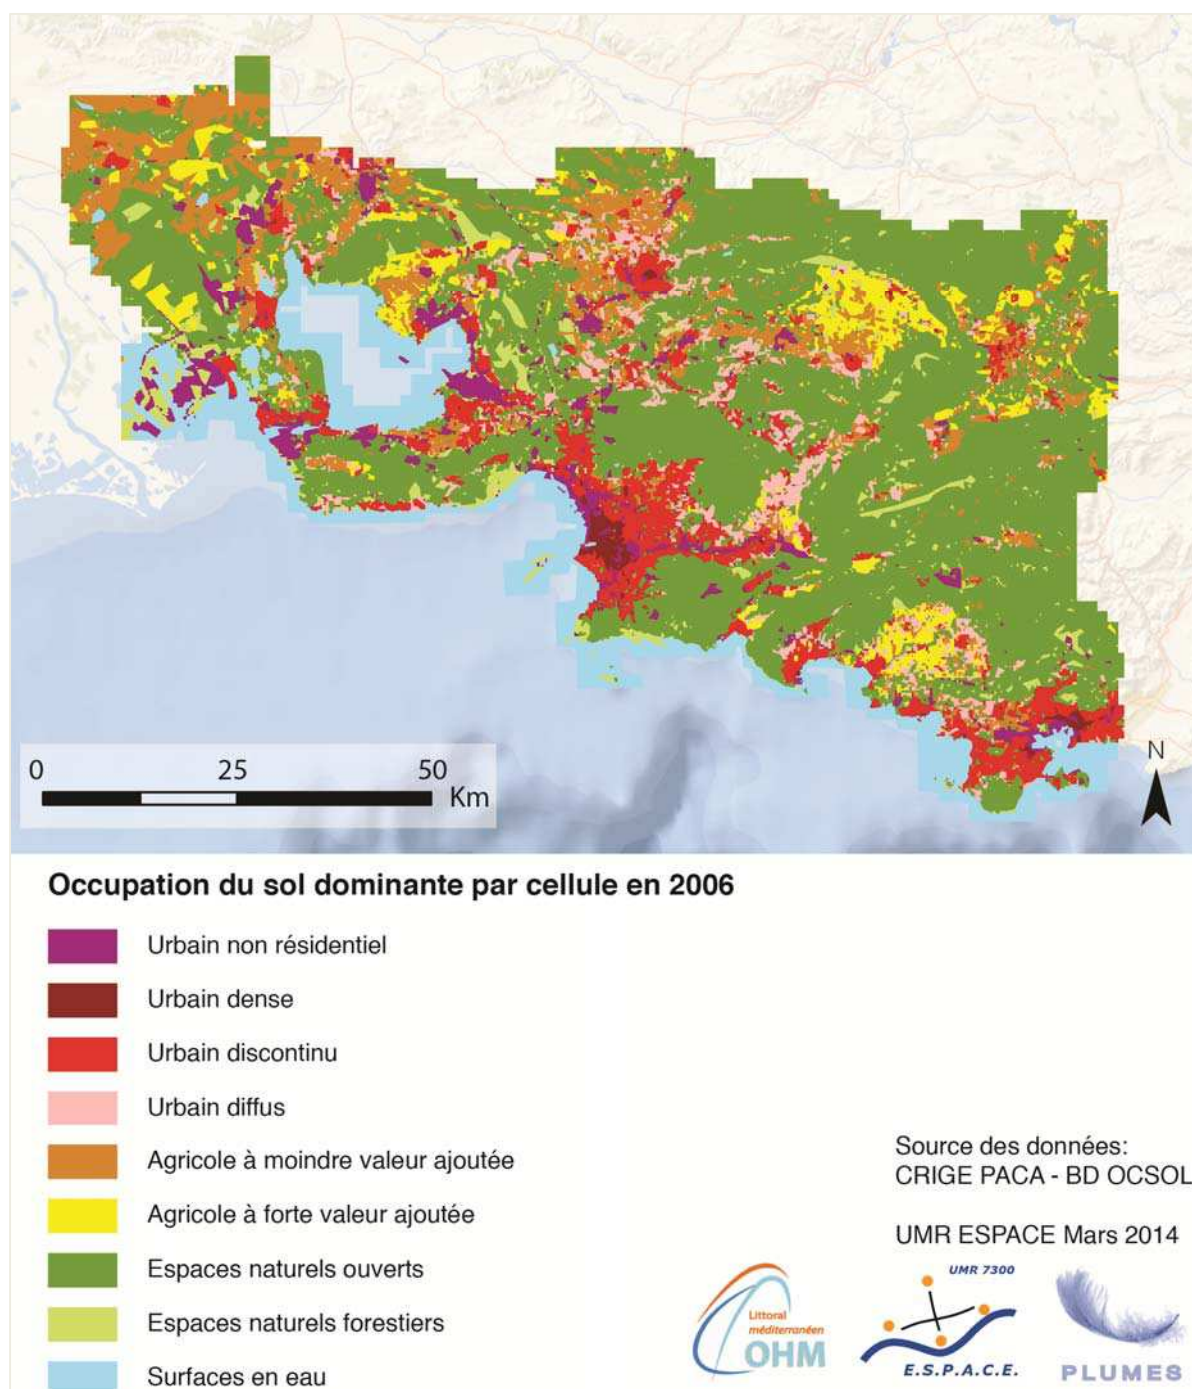 0 25 50
Km
N
Occupation du sol dominante par cellule en 2006
Urbain non résidentiel
Urbain dense
Urbain discontinu
Urbain diffus
Agricole à moindre valeur ajoutée
Agricole à forte valeur ajoutée
Espaces naturels ouverts
Espaces naturels forestiers
Surfaces en eau
Source des données:
CRIGE PACA - BD OCSOL
UMR ESPACE Mars 2014
Littoral
méditerranéen
OHM
UMR 7300
E.S.P.A.C.E.
PLUMES